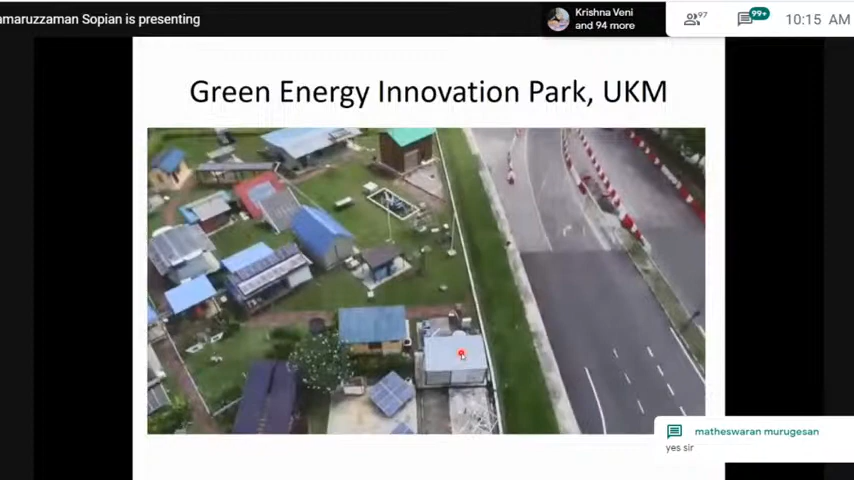 amaruzzaman Sopian is presenting
Krishna Veni
and 94 more
97
99+
10:15 AM
Green Energy Innovation Park, UKM
matheswaran murugesan
yes sir